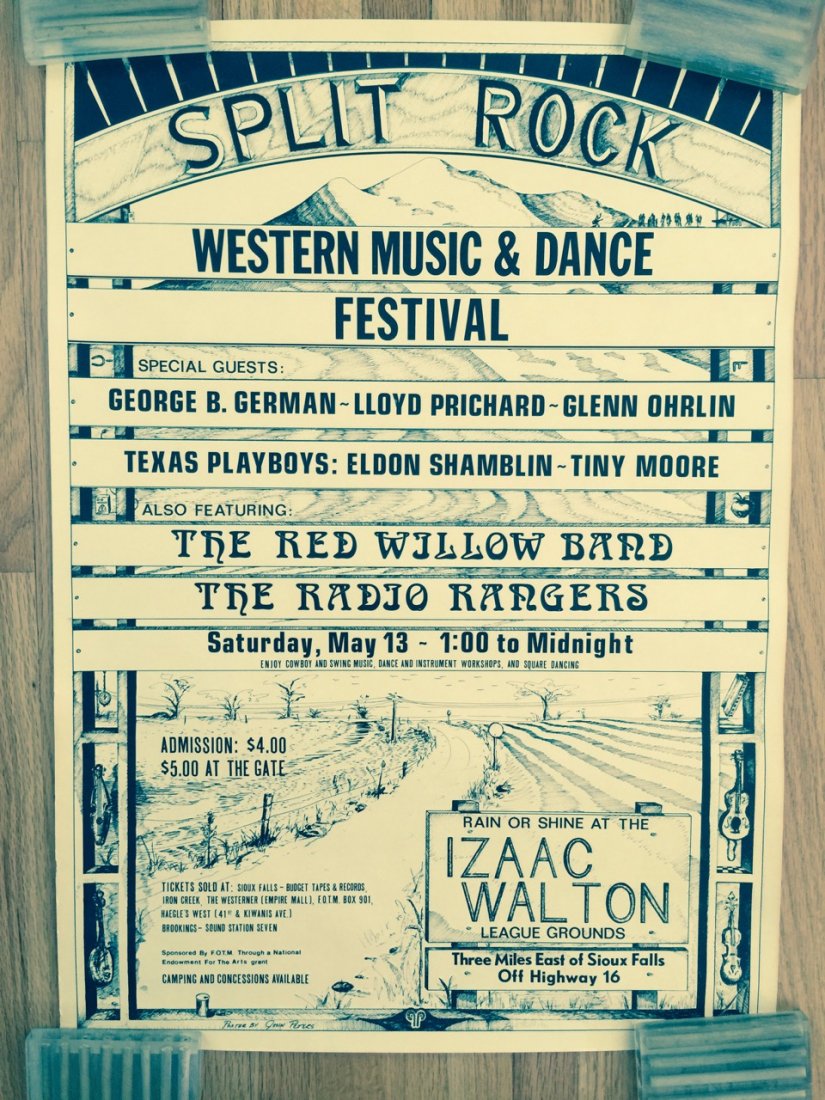 SPLIT ROCK
WESTERN MUSIC & DANCE
FESTIVAL
SPECIAL GUESTS:
GEORGE B. GERMAN~LLOYD PRICHARD~GLENN OHRLIN
TEXAS PLAYBOYS: ELDON SHAMBLIN~TINY MOORE
ALSO FEATURING:
THE RED WILLOW BAND
THE RADIO RANGERS
Saturday, May 13 ~ 1:00 to Midnight
ENJOY COWBOY AND SWING MUSIC, DANCE AND INSTRUMENT WORKSHOPS, AND SQUARE DANCING
ADMISSION: $4.00
$5.00 AT THE GATE
RAIN OR SHINE AT THE
IZAAC
WALTON
LEAGUE GROUNDS
Three Miles East of Sioux Falls
Off Highway 16
TICKETS SOLD AT: SIOUX FALLS - BUDGET TAPES & RECORDS,
IRON CREEK, THE WESTERNER (EMPIRE MALL), F.O.T.M. BOX 901,
HAEGLE'S WEST (41ST & KIWANIS AVE.)
BROOKINGS - SOUND STATION SEVEN
Sponsored By F.O.T.M. Through a National
Endowment For The Arts grant
CAMPING AND CONCESSIONS AVAILABLE
POSTER BY JOHN PETERS